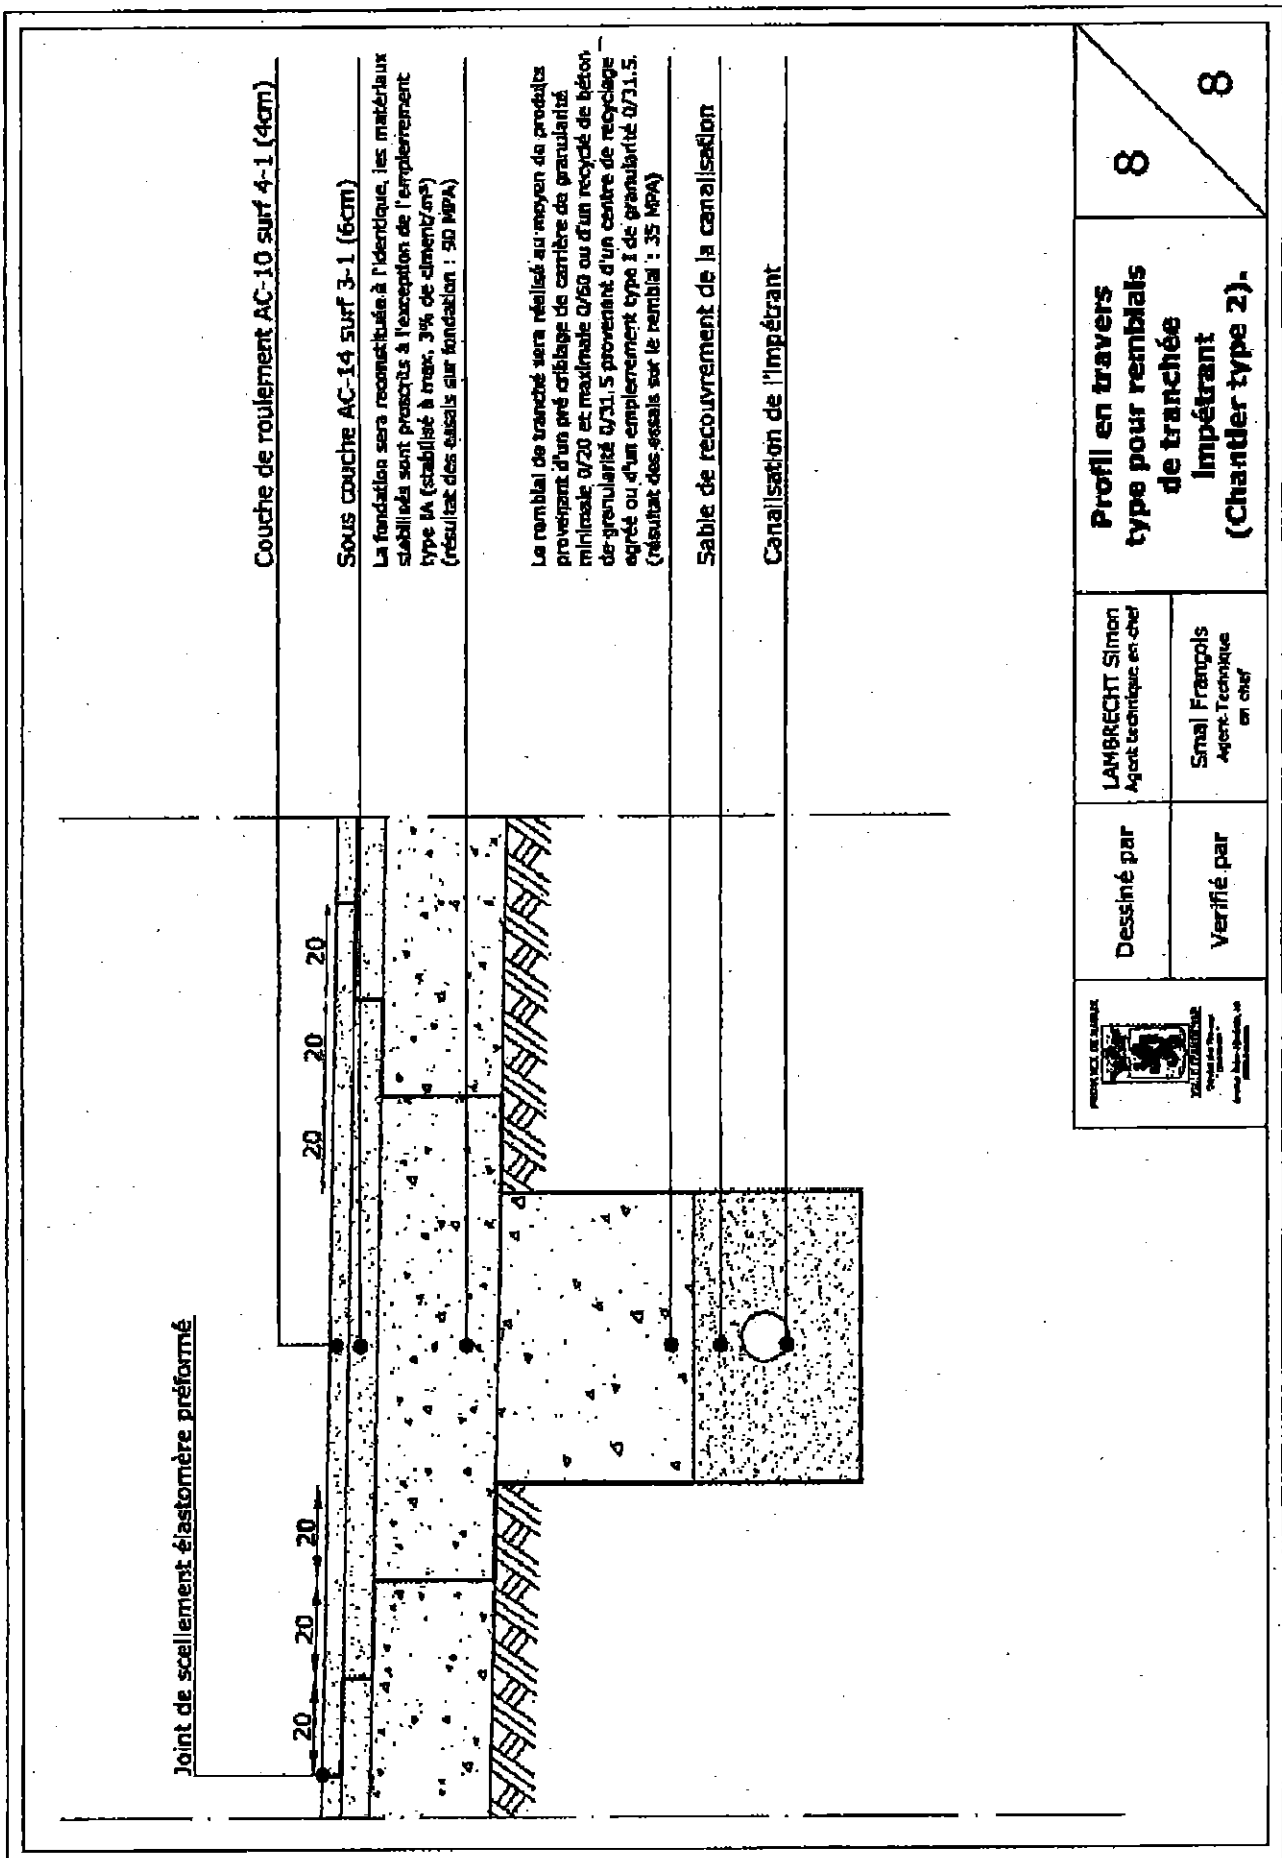 Joint de scellement élastomère préformé
20
20
20
20
20
20
Couche de roulement AC-10 surf 4-1 (4cm)
Sous couche AC-14 surf 3-1 (6cm)
La fondation sera reconstituée à l'identique, les matériaux
stabilisés sont proscrits à l'exception de l'empierrement
type IIA (stabilisé à max. 3% de ciment/m³)
(résultat des essais sur fondation : 90 MPA)
Le remblai de tranché sera réalisé au moyen de produits
provenant d'un pré criblage de carrière de granularité
minimale 0/20 et maximale 0/60 ou d'un recyclé de béton
de granularité 0/31.5 provenant d'un centre de recyclage
agréé ou d'un empierrement type I de granularité 0/31.5.
(résultat des essais sur le remblai : 35 MPA)
Sable de recouvrement de la canalisation
Canalisation de l'Impétrant
Dessiné par
LAMBRECHT Simon
Agent technique en chef
Verifié par
Smal François
Agent Technique
en chef
Profil en travers
type pour remblais
de tranchée
Impétrant
(Chantier type 2).
8
8